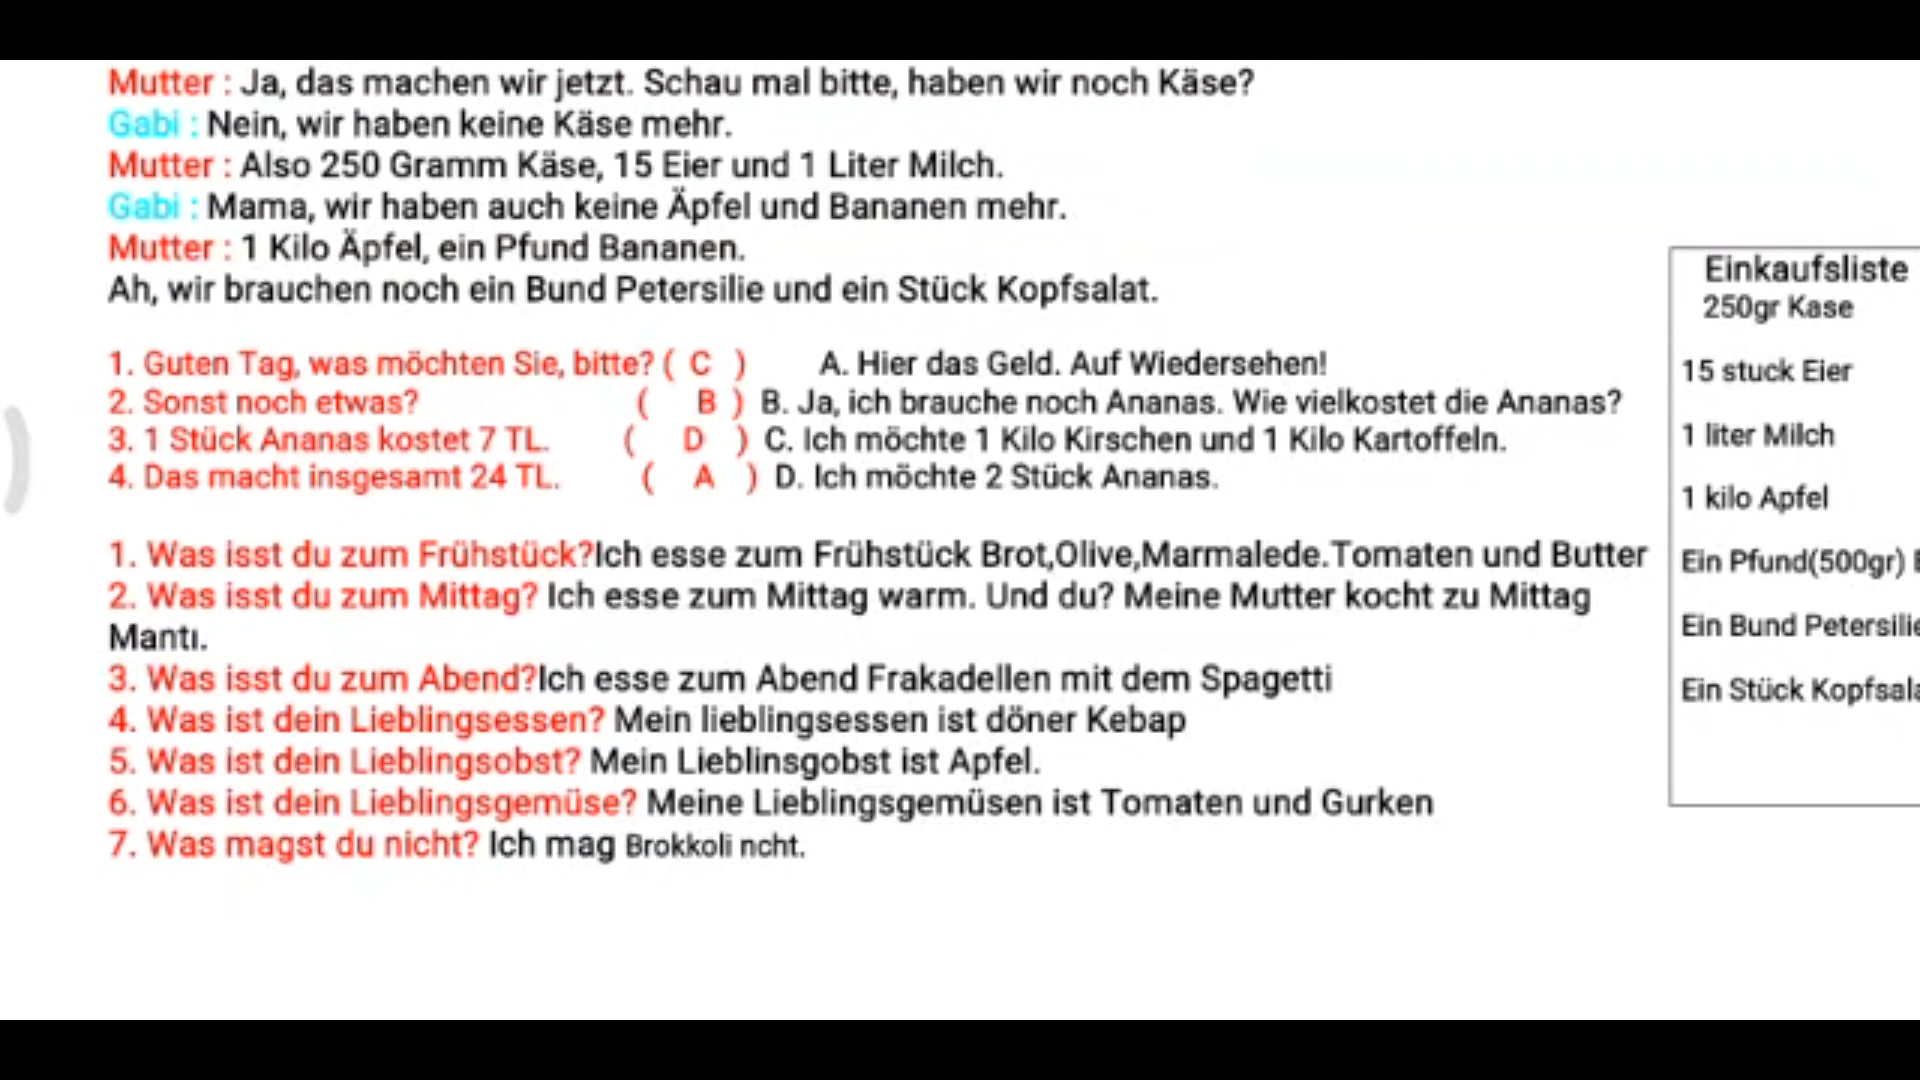 Mutter : Ja, das machen wir jetzt. Schau mal bitte, haben wir noch Käse?
Gabi : Nein, wir haben keine Käse mehr.
Mutter : Also 250 Gramm Käse, 15 Eier und 1 Liter Milch.
Gabi : Mama, wir haben auch keine Äpfel und Bananen mehr.
Mutter : 1 Kilo Äpfel, ein Pfund Bananen.
Ah, wir brauchen noch ein Bund Petersilie und ein Stück Kopfsalat.
1. Guten Tag, was möchten Sie, bitte? ( C ) A. Hier das Geld. Auf Wiedersehen!
2. Sonst noch etwas? ( B ) B. Ja, ich brauche noch Ananas. Wie vielkostet die Ananas?
3. 1 Stück Ananas kostet 7 TL. ( D ) C. Ich möchte 1 Kilo Kirschen und 1 Kilo Kartoffeln.
4. Das macht insgesamt 24 TL. ( A ) D. Ich möchte 2 Stück Ananas.
1. Was isst du zum Frühstück?Ich esse zum Frühstück Brot,Olive,Marmalede.Tomaten und Butter
2. Was isst du zum Mittag? Ich esse zum Mittag warm. Und du? Meine Mutter kocht zu Mittag
Mantı.
3. Was isst du zum Abend?Ich esse zum Abend Frakadellen mit dem Spagetti
4. Was ist dein Lieblingsessen? Mein lieblingsessen ist döner Kebap
5. Was ist dein Lieblingsobst? Mein Lieblinsgobst ist Apfel.
6. Was ist dein Lieblingsgemüse? Meine Lieblingsgemüsen ist Tomaten und Gurken
7. Was magst du nicht? Ich mag Brokkoli ncht.
Einkaufsliste
250gr Kase
15 stuck Eier
1 liter Milch
1 kilo Apfel
Ein Pfund(500gr)
Ein Bund Petersilie
Ein Stück